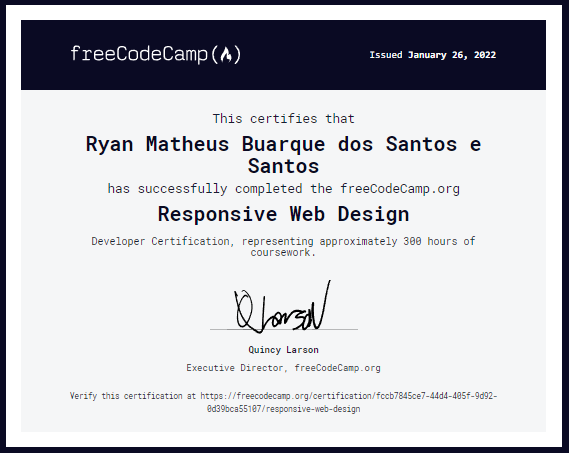 freeCodeCamp(🔥)
Issued January 26, 2022
This certifies that
Ryan Matheus Buarque dos Santos e
Santos
has successfully completed the freeCodeCamp.org
Responsive Web Design
Developer Certification, representing approximately 300 hours of
coursework.
QLarson
Quincy Larson
Executive Director, freeCodeCamp.org
Verify this certification at https://freecodecamp.org/certification/fccb7845ce7-44d4-405f-9d92-
0d39bca55107/responsive-web-design